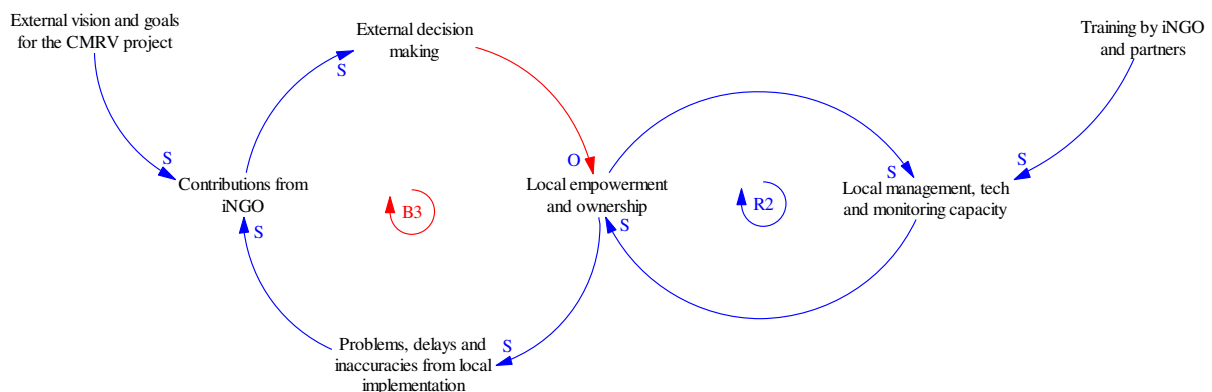 External vision and goals
for the CMRV project
External decision
making
Training by iNGO
and partners
S
S
O
S
S
Contributions from
iNGO
Local empowerment
and ownership
Local management, tech
and monitoring capacity
B3
R2
S
S
S
Problems, delays and
inaccuracies from local
implementation